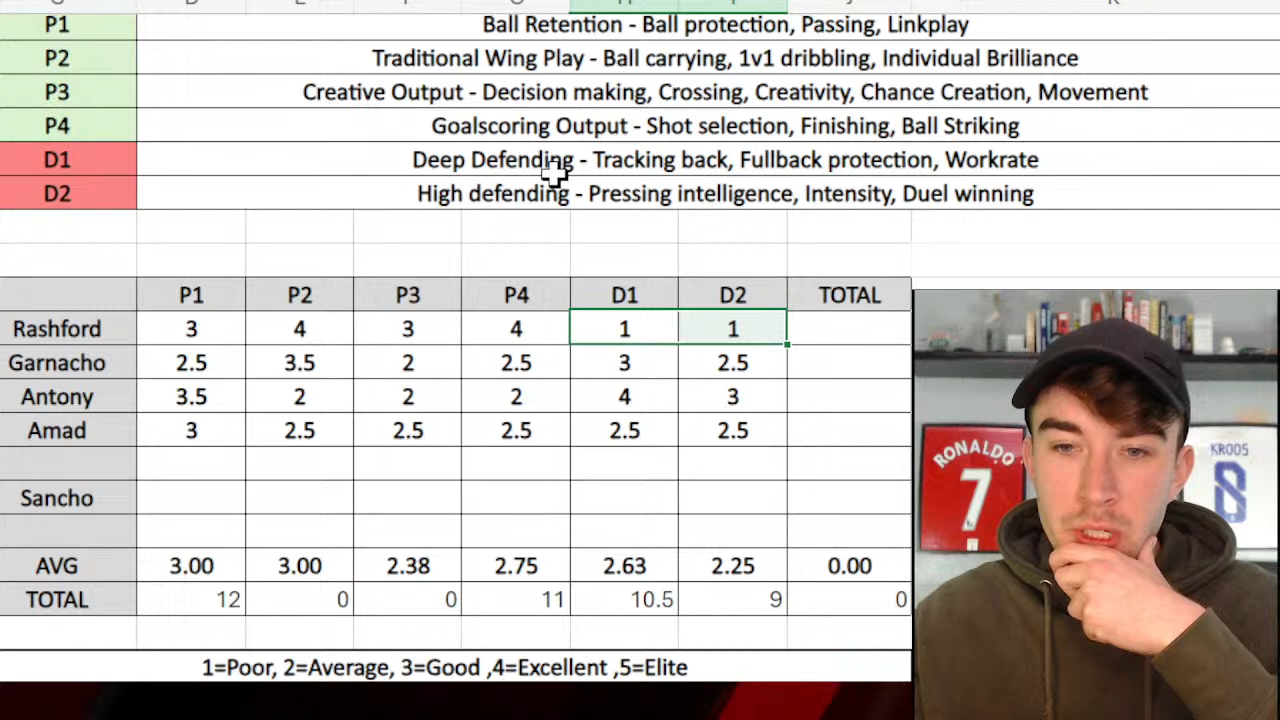 P1 Ball Retention - Ball protection, Passing, Linkplay
P2 Traditional Wing Play - Ball carrying, 1v1 dribbling, Individual Brilliance
P3 Creative Output - Decision making, Crossing, Creativity, Chance Creation, Movement
P4 Goalscoring Output - Shot selection, Finishing, Ball Striking
D1 Deep Defending - Tracking back, Fullback protection, Workrate
D2 High defending - Pressing intelligence, Intensity, Duel winning
P1 P2 P3 P4 D1 D2 TOTAL
Rashford 3 4 3 4 1 1
Garnacho 2.5 3.5 2 2.5 3 2.5
Antony 3.5 2 2 2 4 3
Amad 3 2.5 2.5 2.5 2.5 2.5
Sancho
AVG 3.00 3.00 2.38 2.75 2.63 2.25 0.00
TOTAL 12 0 0 11 10.5 9 0
1=Poor, 2=Average, 3=Good ,4=Excellent ,5=Elite
RONALDO
7
KROOS
8